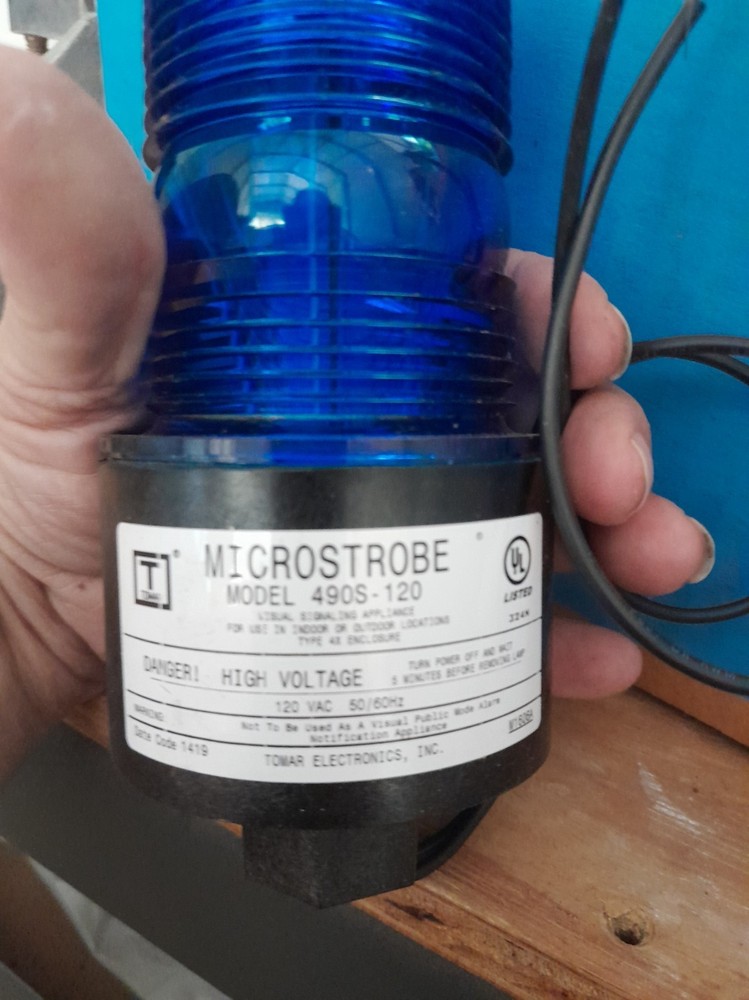 T
TOMAR
®
MICROSTROBE ®
MODEL 490S-120
VISUAL SIGNALING APPLIANCE
FOR USE IN INDOOR OR OUTDOOR LOCATIONS
TYPE 4X ENCLOSURE
UL
LISTED
324N
DANGER! HIGH VOLTAGE
TURN POWER OFF AND WAIT
5 MINUTES BEFORE REMOVING LAMP
120 VAC 50/60Hz
WARNING
Not To Be Used As A Visual Public Mode Alarm
Notification Appliance
Date Code 1419
TOMAR ELECTRONICS, INC.